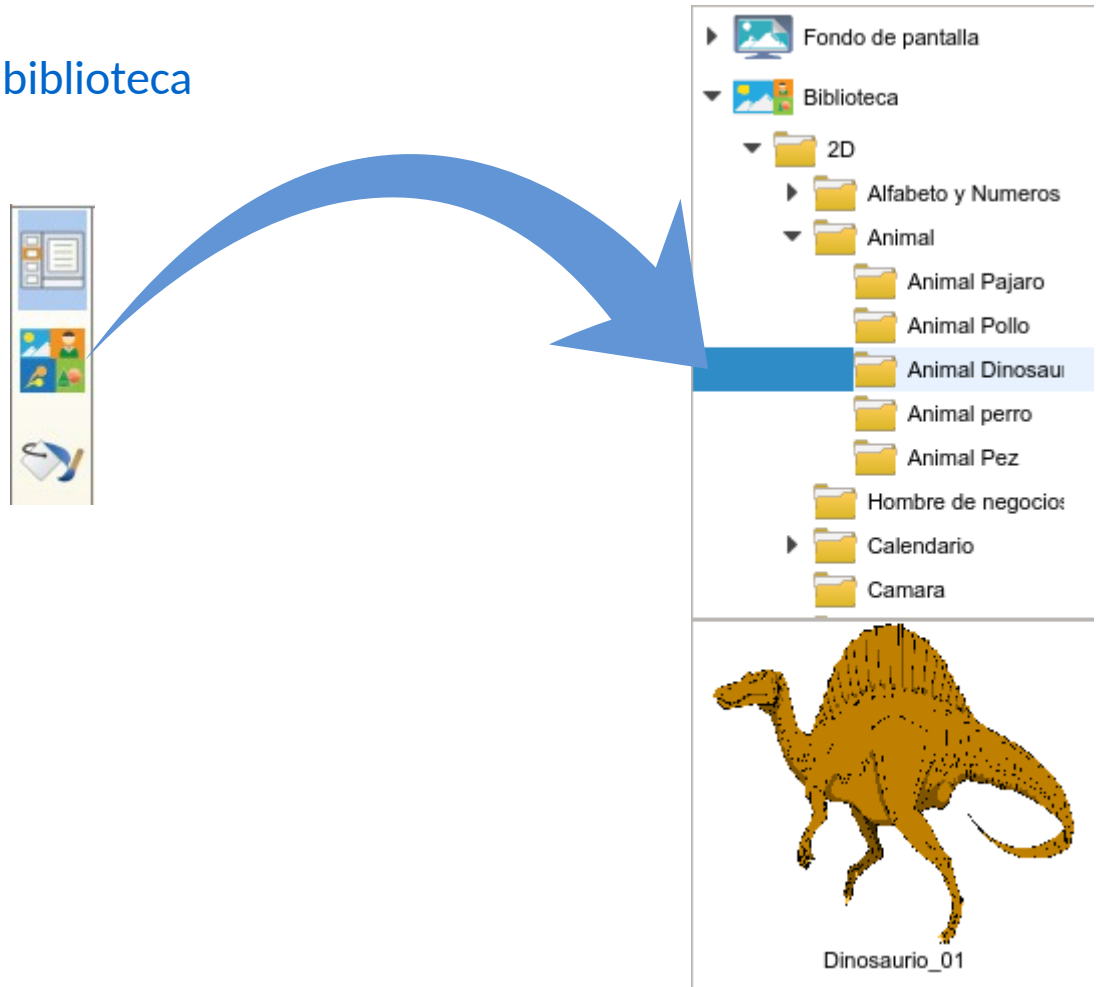 biblioteca
Fondo de pantalla
Biblioteca
2D
Alfabeto y Numeros
Animal
Animal Pajaro
Animal Pollo
Animal Dinosau
Animal perro
Animal Pez
Hombre de negocios
Calendario
Camara
Dinosaurio_01